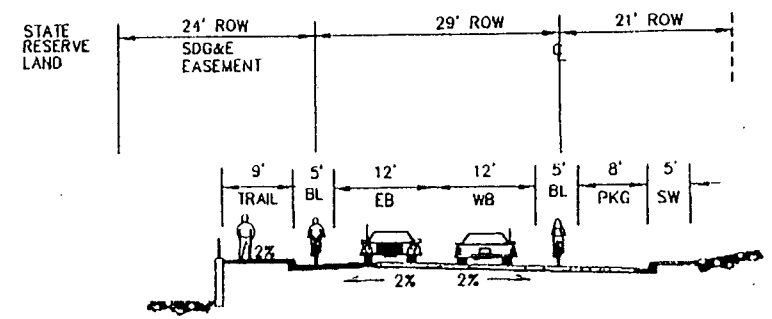 STATE
RESERVE
LAND
24' ROW
SDG&E
EASEMENT
29' ROW
21' ROW
℄
9'
TRAIL
5'
BL
12'
EB
12'
WB
5'
BL
8'
PKG
5'
SW
2%
2%
2%